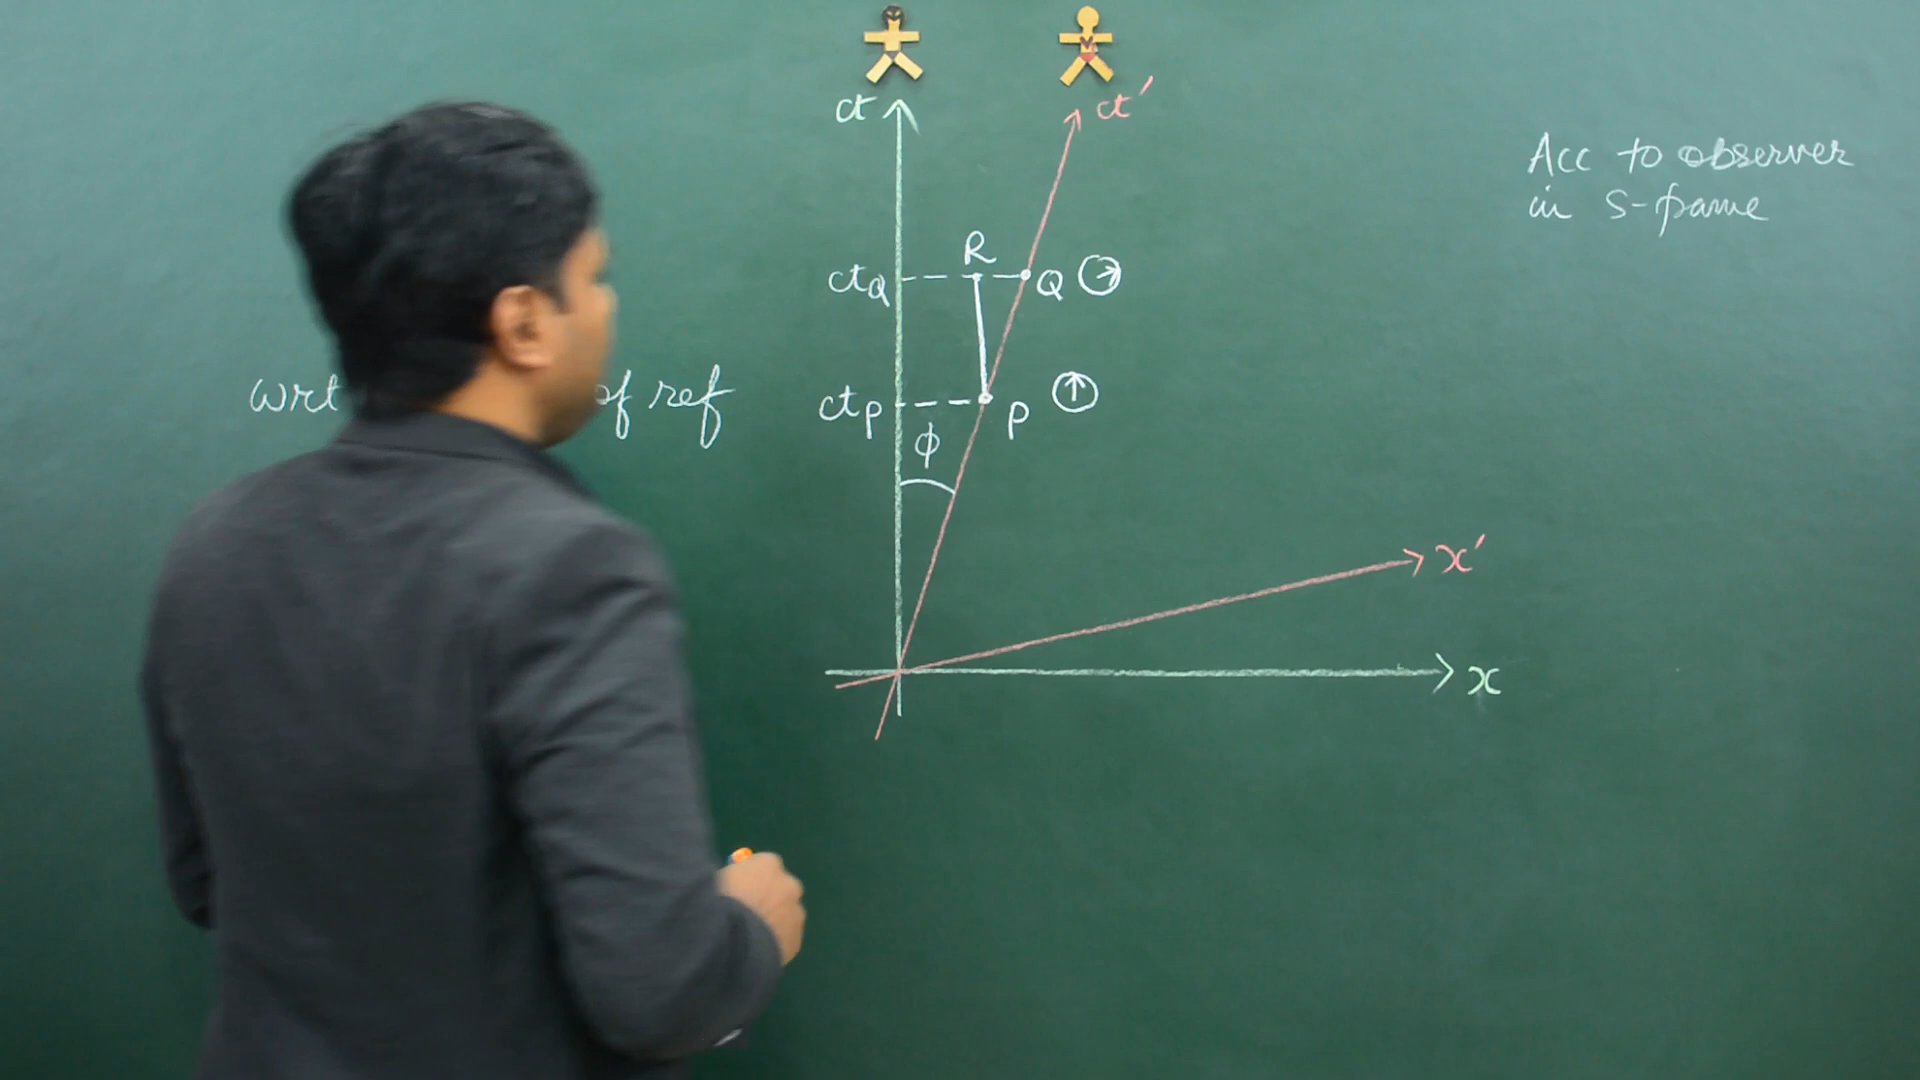 ct
ct′
Acc to observer
in S-frame
R
ctQ
Q
wrt
of ref
ctP
P
ϕ
x′
x